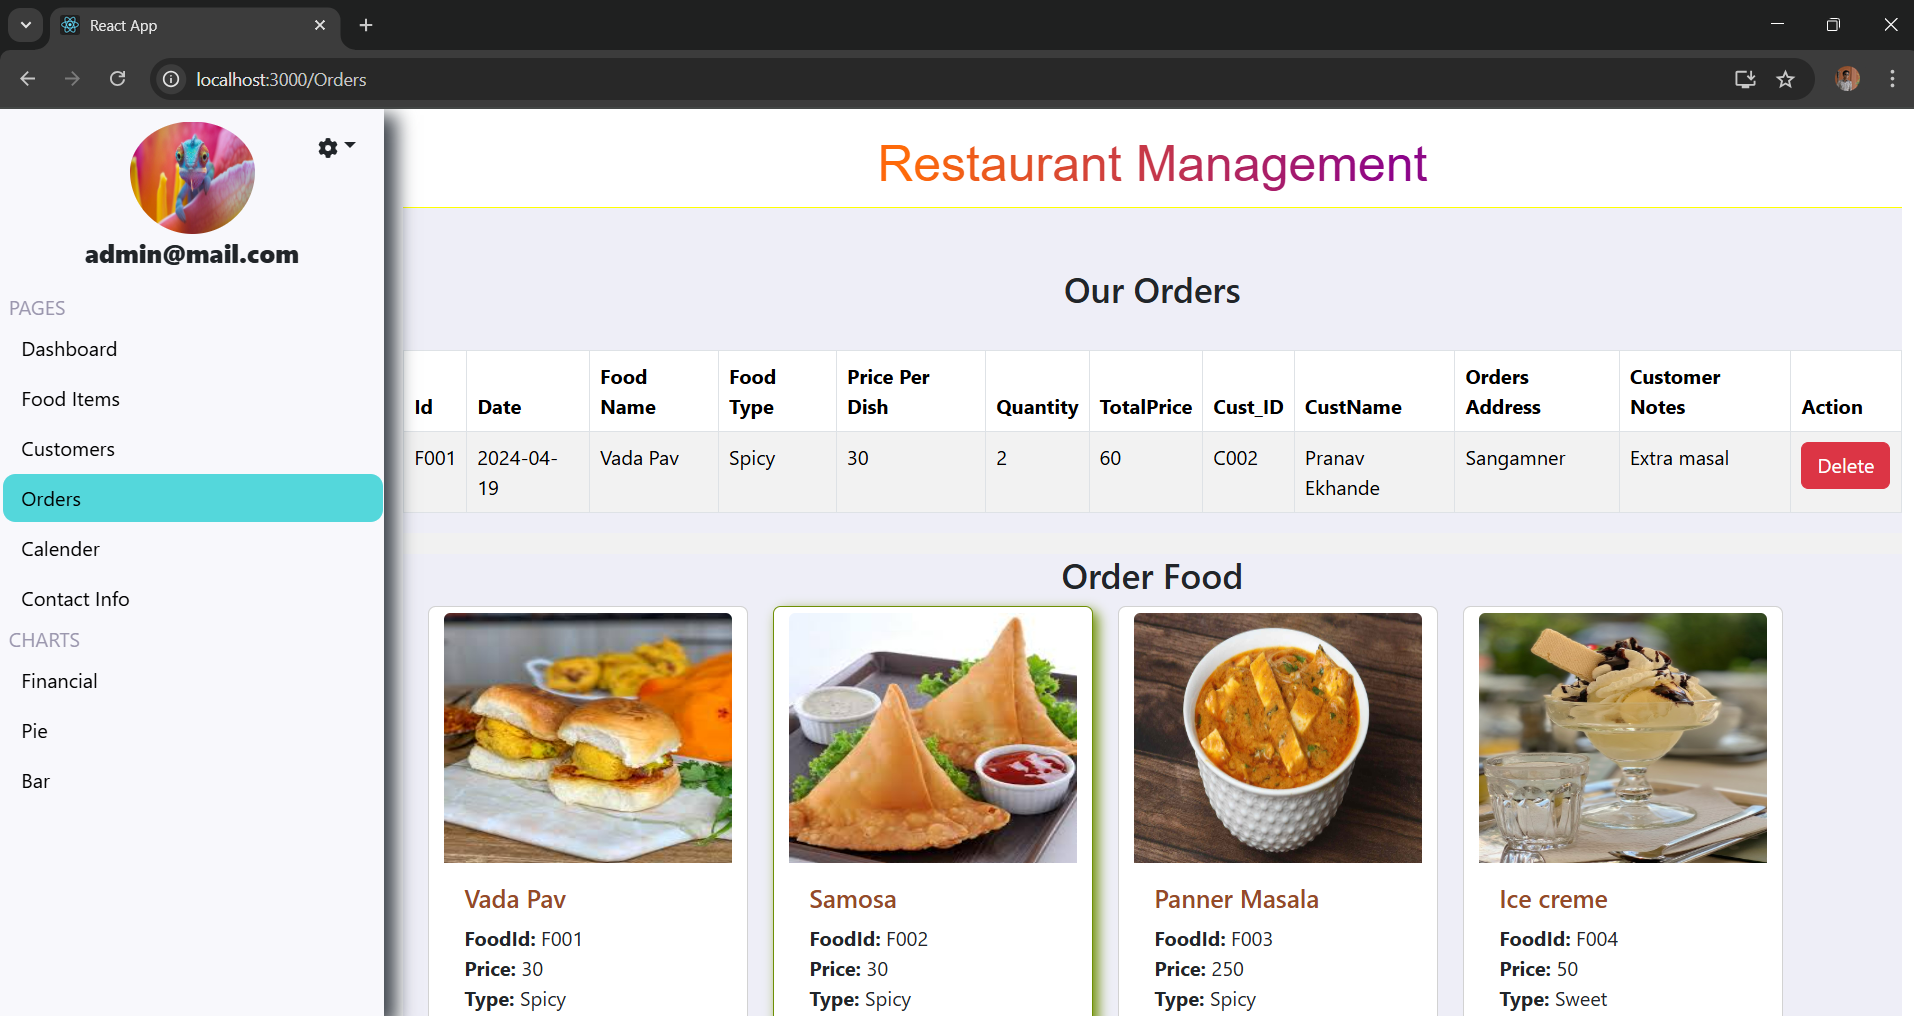 React App
localhost:3000/Orders
admin@mail.com
PAGES
Dashboard
Food Items
Customers
Orders
Calender
Contact Info
CHARTS
Financial
Pie
Bar
Restaurant Management
Our Orders
Id Date Food Name Food Type Price Per Dish Quantity TotalPrice Cust_ID CustName Orders Address Customer Notes Action
F001 2024-04-19 Vada Pav Spicy 30 2 60 C002 Pranav Ekhande Sangamner Extra masal Delete
Order Food
Vada Pav
FoodId: F001
Price: 30
Type: Spicy
Samosa
FoodId: F002
Price: 30
Type: Spicy
Panner Masala
FoodId: F003
Price: 250
Type: Spicy
Ice creme
FoodId: F004
Price: 50
Type: Sweet